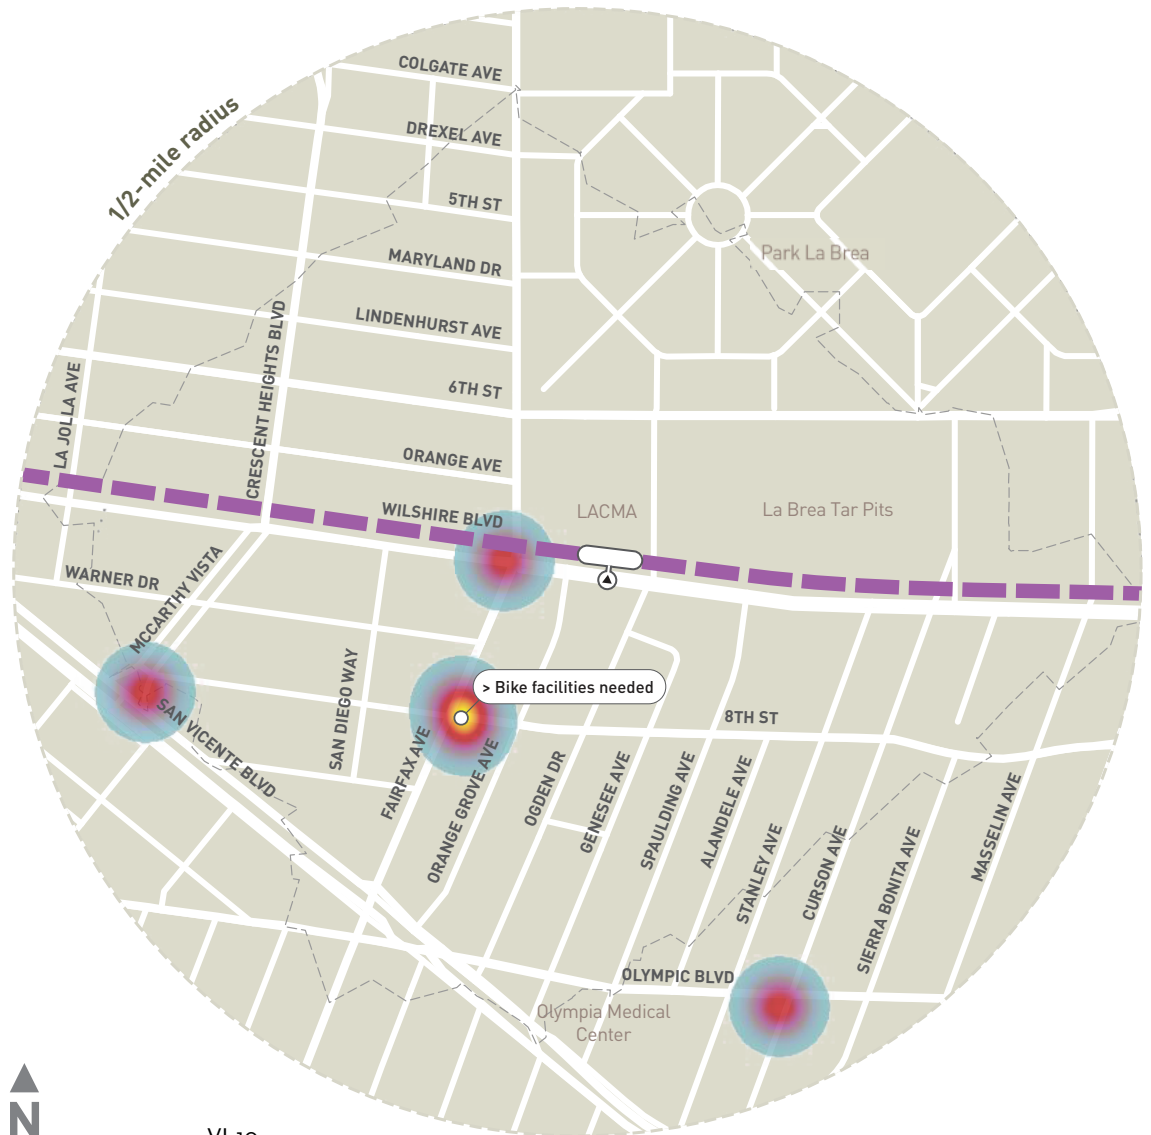 COLGATE AVE
1/2-mile radius
DREXEL AVE
5TH ST
MARYLAND DR
Park La Brea
LINDENHURST AVE
CRESCENT HEIGHTS BLVD
LA JOLLA AVE
6TH ST
ORANGE AVE
WILSHIRE BLVD
LACMA
La Brea Tar Pits
WARNER DR
MCCARTHY VISTA
SAN DIEGO WAY
> Bike facilities needed
SAN VICENTE BLVD
8TH ST
FAIRFAX AVE
ORANGE GROVE AVE
OGDEN DR
GENESEE AVE
SPAULDING AVE
ALANDELE AVE
STANLEY AVE
CURSON AVE
SIERRA BONITA AVE
MASSELIN AVE
OLYMPIC BLVD
Olympia Medical
Center
N